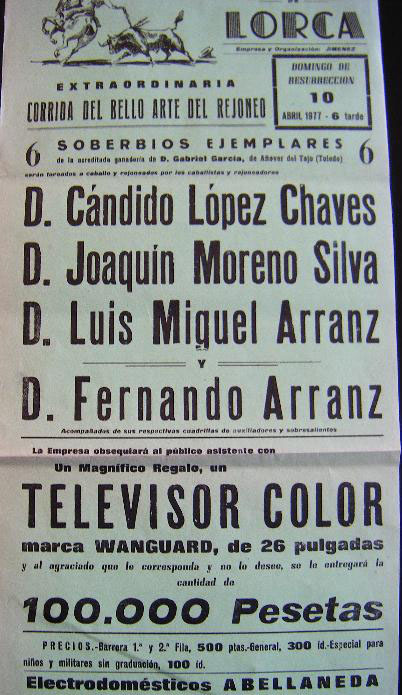 DE
LORCA
Empresa y Organización: JIMENEZ
DOMINGO DE
RESURRECCION
10
ABRIL 1977 - 6 tarde
EXTRAORDINARIA
CORRIDA DEL BELLO ARTE DEL REJONEO
6 SOBERBIOS EJEMPLARES 6
de la acreditada ganadería de D. Gabriel García, de Añover del Tajo (Toledo)
serán toreados a caballo y rejoneados por los caballistas y rejoneadores
D. Cándido López Chaves
D. Joaquín Moreno Silva
D. Luis Miguel Arranz
Y
D. Fernando Arranz
Acompañados de sus respectivas cuadrillas de auxiliadores y sobresalientes
La Empresa obsequiará al público asistente con
Un Magnífico Regalo, un
TELEVISOR COLOR
marca WANGUARD, de 26 pulgadas
y al agraciado que le corresponda y no lo desee, se le entregará la
cantidad de
100.000 Pesetas
PRECIOS.-Barrera 1.ª y 2.ª Fila, 500 ptas.-General, 300 íd.-Especial para
niños y militares sin graduación, 100 íd.
Electrodomésticos ABELLANEDA